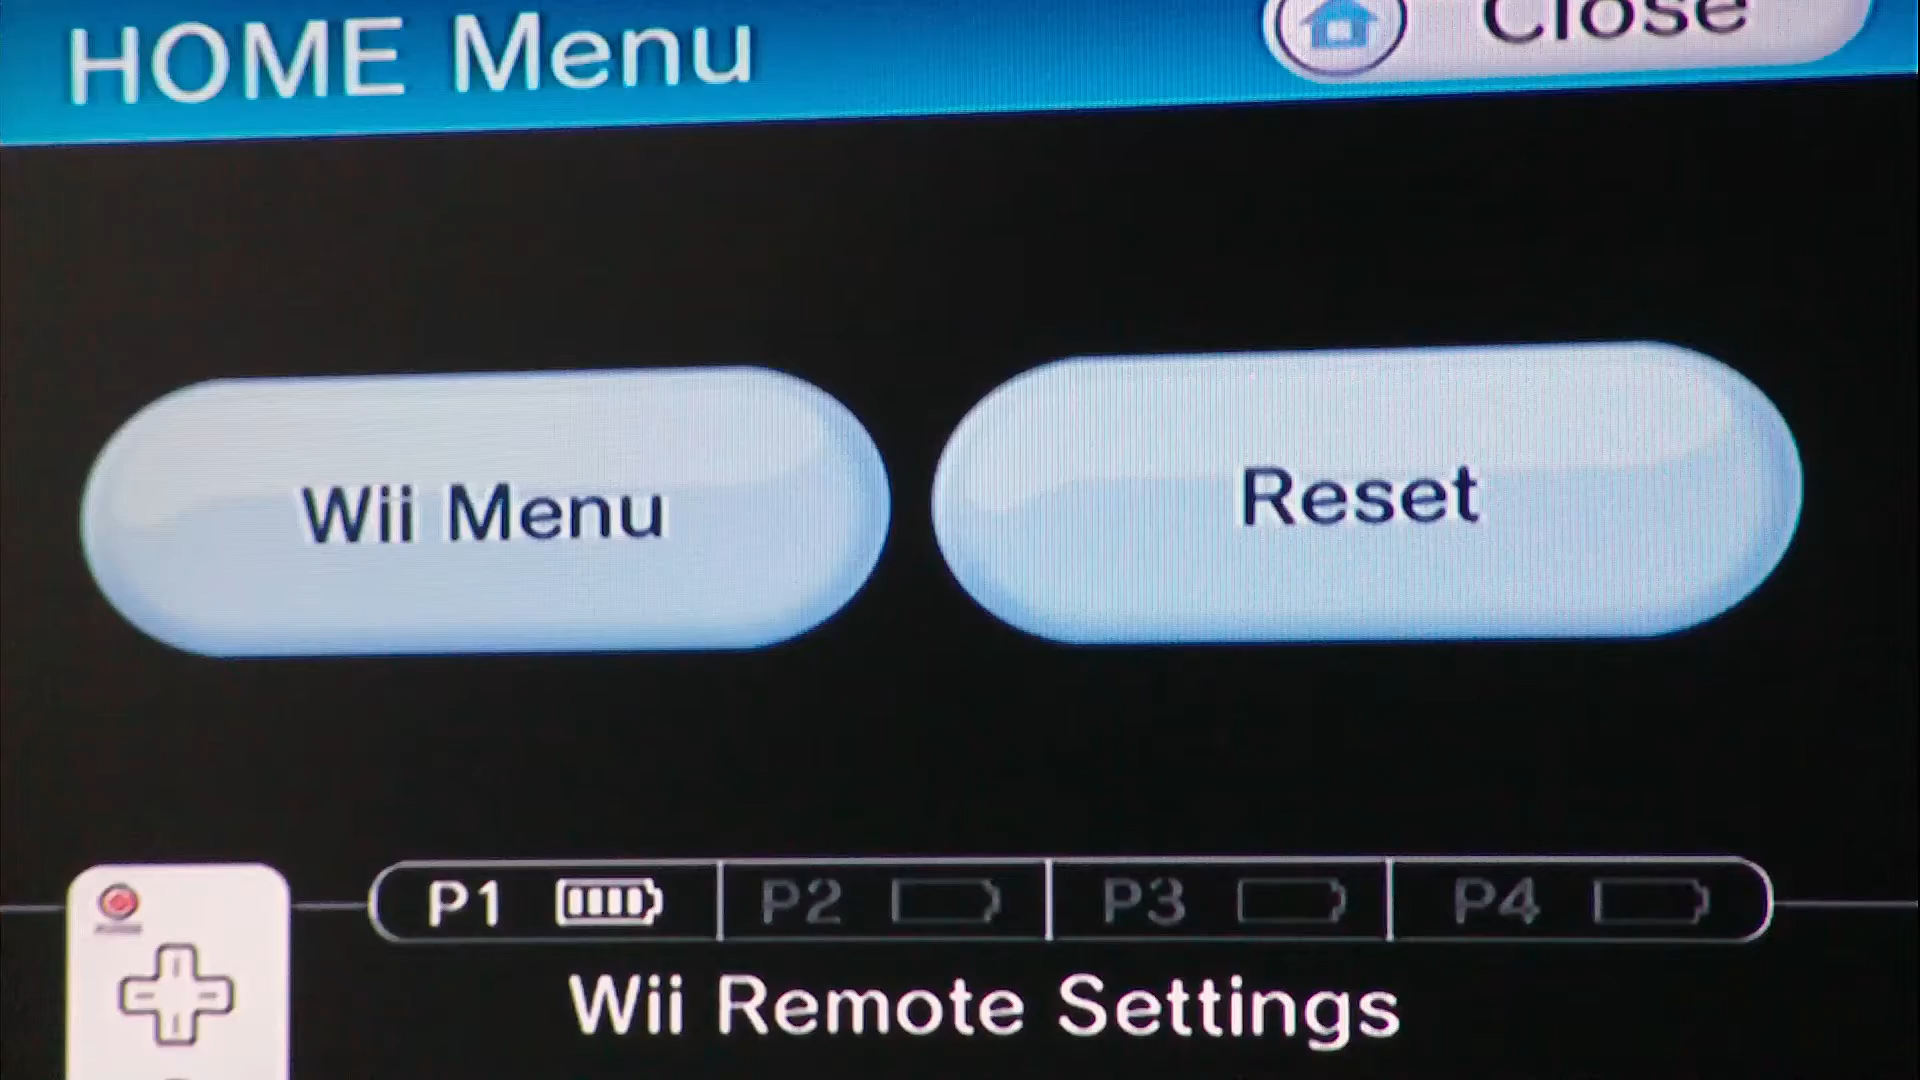 HOME Menu
Close
Wii Menu
Reset
P1
P2
P3
P4
Wii Remote Settings